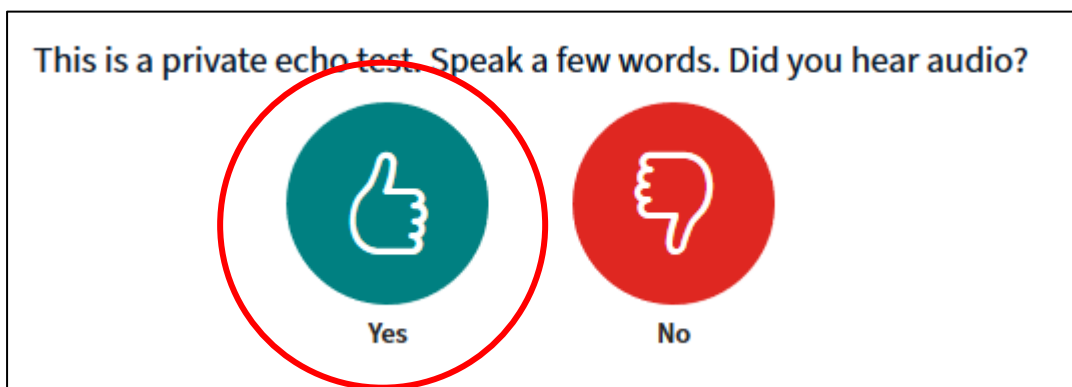 This is a private echo test. Speak a few words. Did you hear audio?
Yes
No